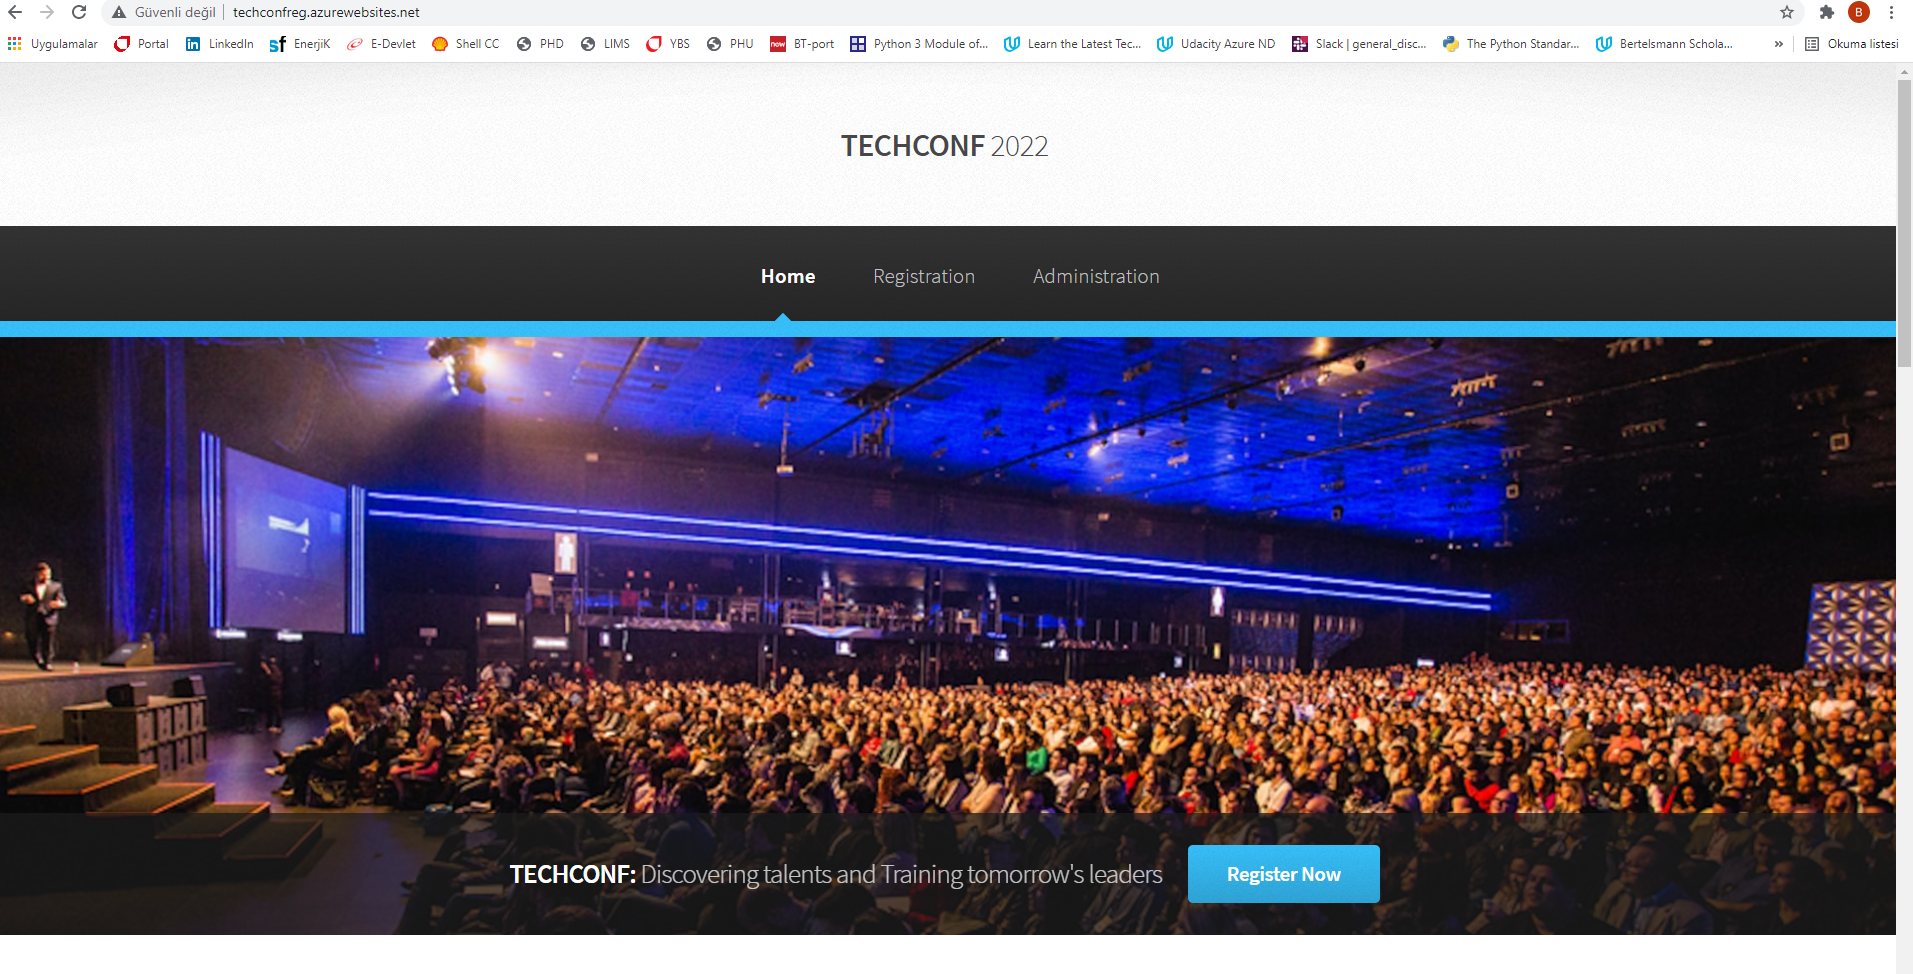 Güvenli değil techconfreg.azurewebsites.net B
Uygulamalar Portal LinkedIn EnerjiK E-Devlet Shell CC PHD LIMS YBS PHU now BT-port Python 3 Module of... Learn the Latest Tec... Udacity Azure ND Slack | general_disc... The Python Standar... Bertelsmann Schola... » Okuma listesi
TECHCONF 2022
Home Registration Administration
TECHCONF: Discovering talents and Training tomorrow's leaders Register Now